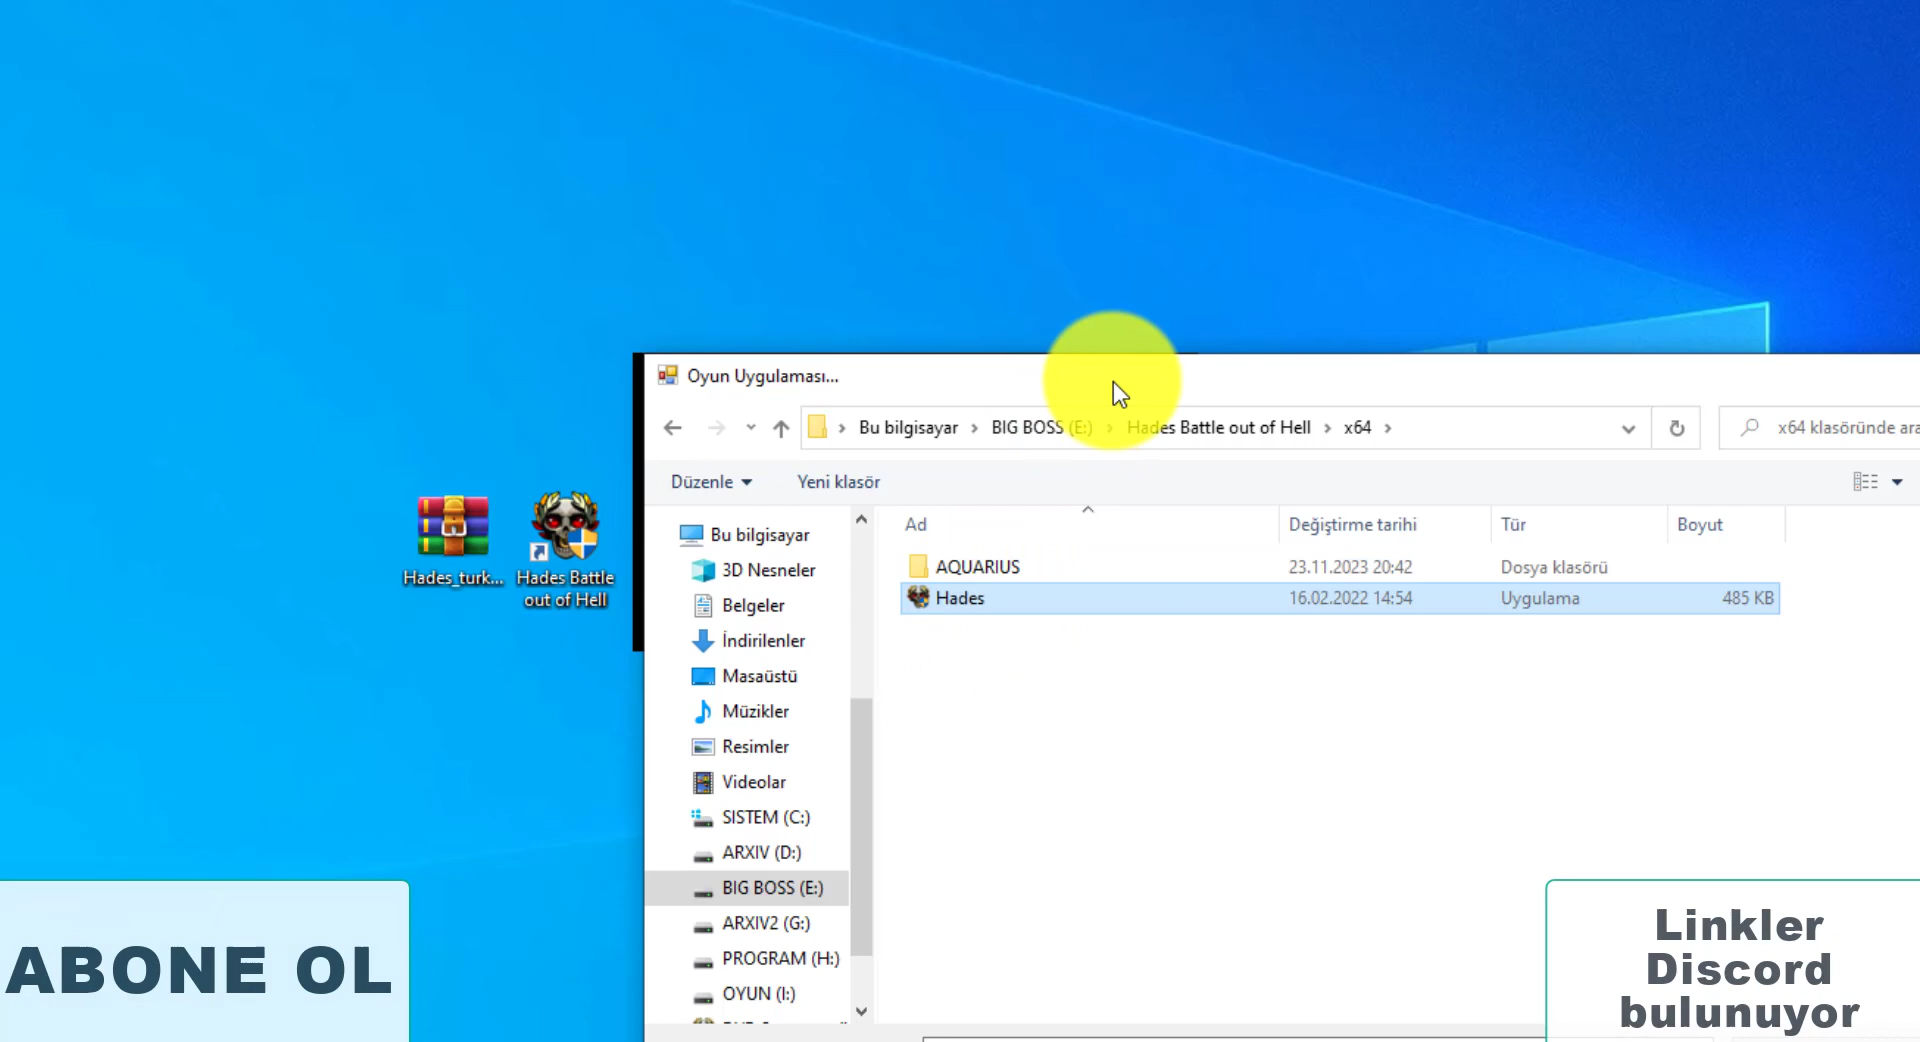 Oyun Uygulaması...
Bu bilgisayar > BIG BOSS (E:) > Hades Battle out of Hell > x64 >
x64 klasöründe ara
Düzenle
Yeni klasör
Hades_turk...
Hades Battle
out of Hell
Bu bilgisayar
3D Nesneler
Belgeler
İndirilenler
Masaüstü
Müzikler
Resimler
Videolar
SISTEM (C:)
ARXIV (D:)
BIG BOSS (E:)
ARXIV2 (G:)
PROGRAM (H:)
OYUN (I:)
Ad Değiştirme tarihi Tür Boyut
AQUARIUS 23.11.2023 20:42 Dosya klasörü
Hades 16.02.2022 14:54 Uygulama 485 KB
ABONE OL
Linkler
Discord
bulunuyor